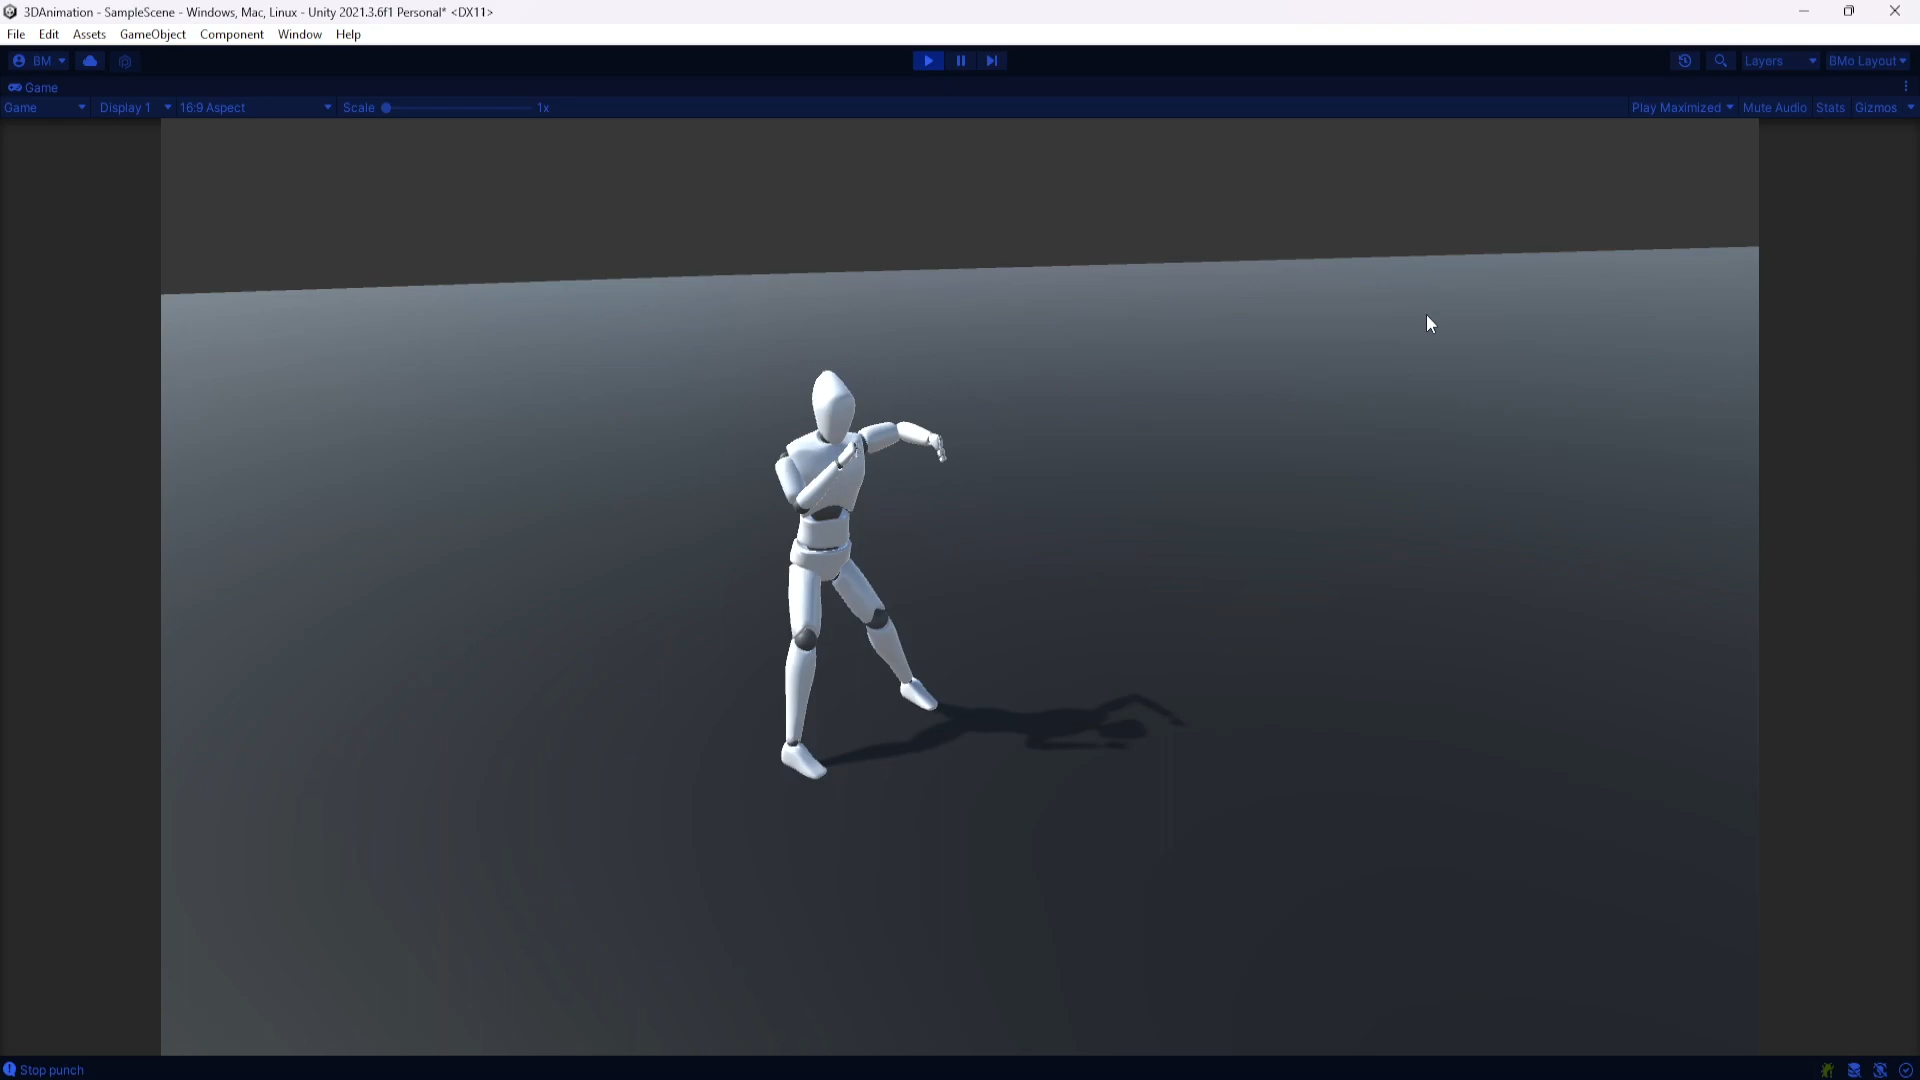 3DAnimation - SampleScene - Windows, Mac, Linux - Unity 2021.3.6f1 Personal* <DX11>
File Edit Assets GameObject Component Window Help
BM Layers BMo Layout
Game
Game Display 1 16:9 Aspect Scale 1x Play Maximized Mute Audio Stats Gizmos
Stop punch